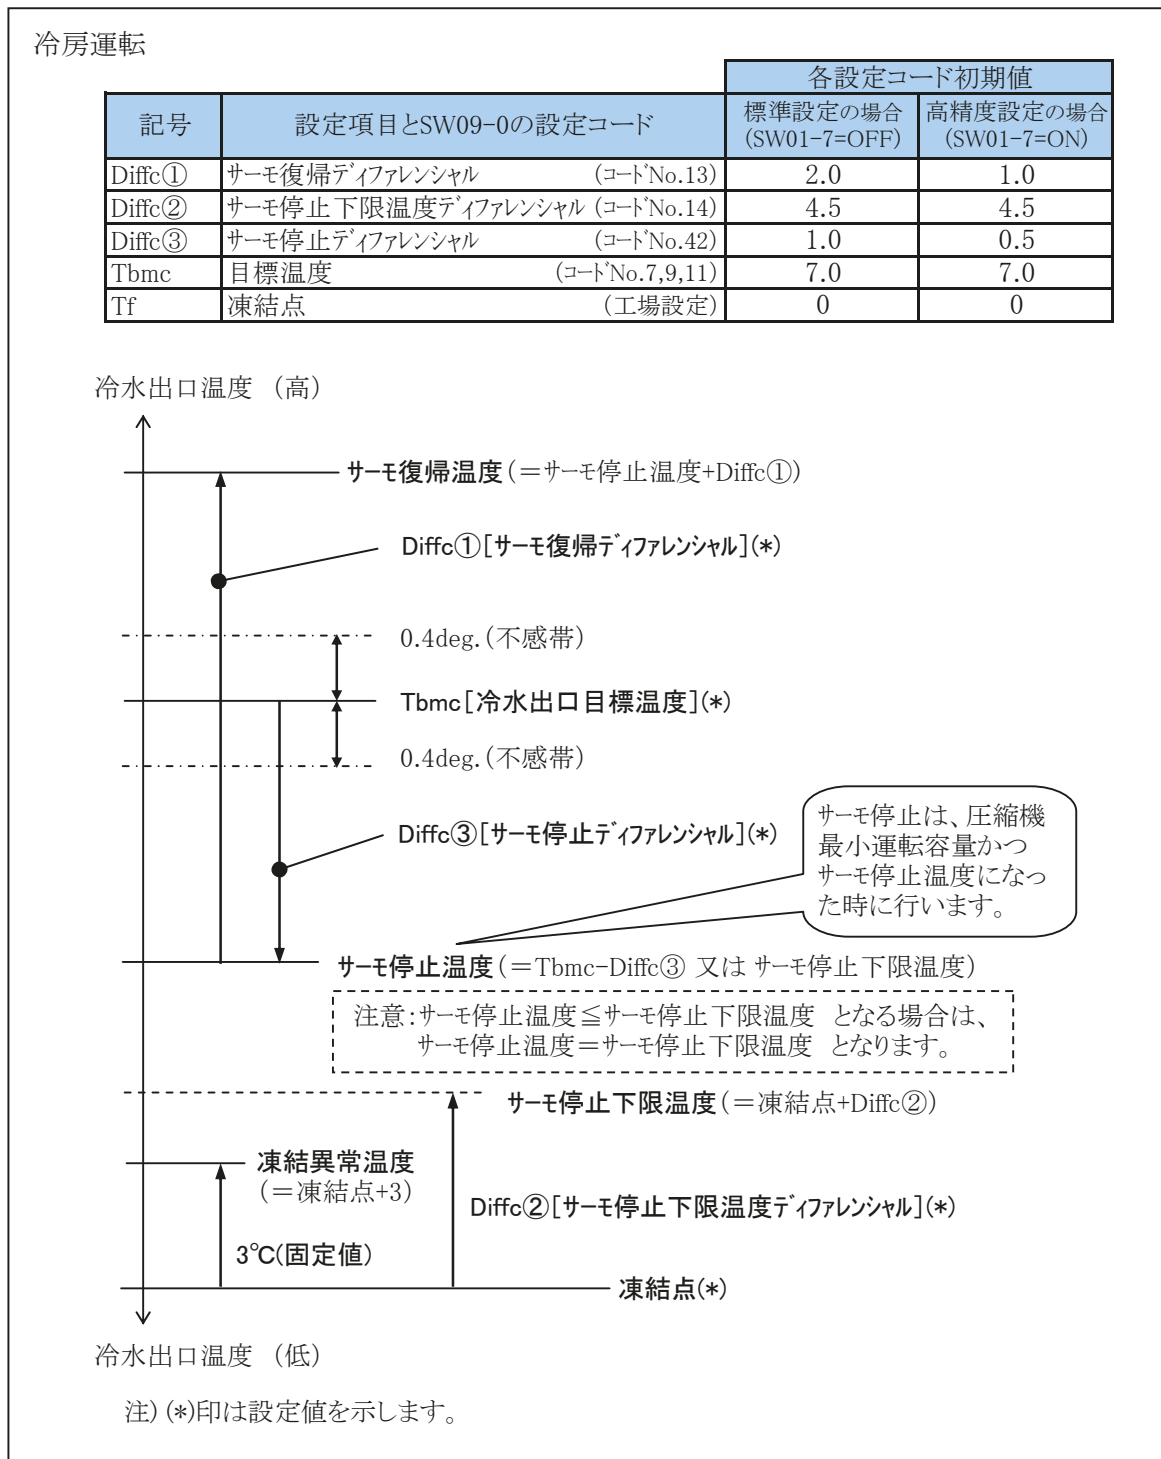 冷房運転
各設定コード初期値
記号 設定項目とSW09-0の設定コード 標準設定の場合 高精度設定の場合
(SW01-7=OFF) (SW01-7=ON)
Diffc① サーモ復帰ディファレンシャル (コードNo.13) 2.0 1.0
Diffc② サーモ停止下限温度ディファレンシャル (コードNo.14) 4.5 4.5
Diffc③ サーモ停止ディファレンシャル (コードNo.42) 1.0 0.5
Tbmc 目標温度 (コードNo.7,9,11) 7.0 7.0
Tf 凍結点 (工場設定) 0 0
冷水出口温度 (高)
サーモ復帰温度(=サーモ停止温度+Diffc①)
Diffc①[サーモ復帰ディファレンシャル](*)
0.4deg.(不感帯)
Tbmc[冷水出口目標温度](*)
0.4deg.(不感帯)
Diffc③[サーモ停止ディファレンシャル](*)
サーモ停止は、圧縮機
最小運転容量かつ
サーモ停止温度になっ
た時に行います。
サーモ停止温度(=Tbmc-Diffc③ 又は サーモ停止下限温度)
注意:サーモ停止温度≦サーモ停止下限温度 となる場合は、
サーモ停止温度=サーモ停止下限温度 となります。
サーモ停止下限温度(=凍結点+Diffc②)
凍結異常温度
(=凍結点+3)
Diffc②[サーモ停止下限温度ディファレンシャル](*)
3℃(固定値)
凍結点(*)
冷水出口温度 (低)
注)(*)印は設定値を示します。